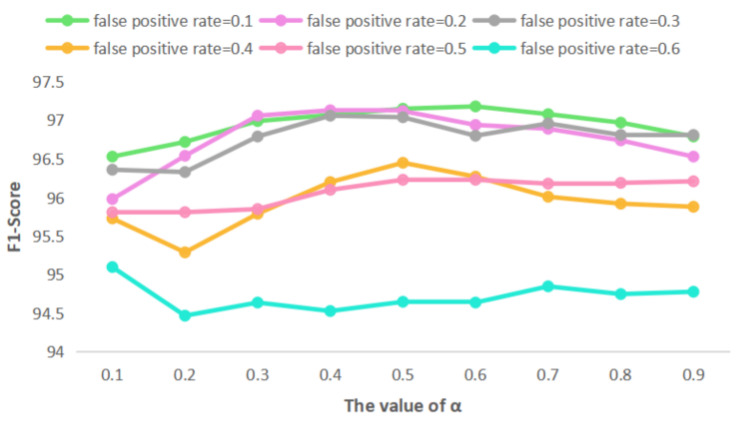 false positive rate=0.1 false positive rate=0.2 false positive rate=0.3
false positive rate=0.4 false positive rate=0.5 false positive rate=0.6
97.5
97
96.5
96
95.5
95
94.5
94
F1-Score
0.1 0.2 0.3 0.4 0.5 0.6 0.7 0.8 0.9
The value of α